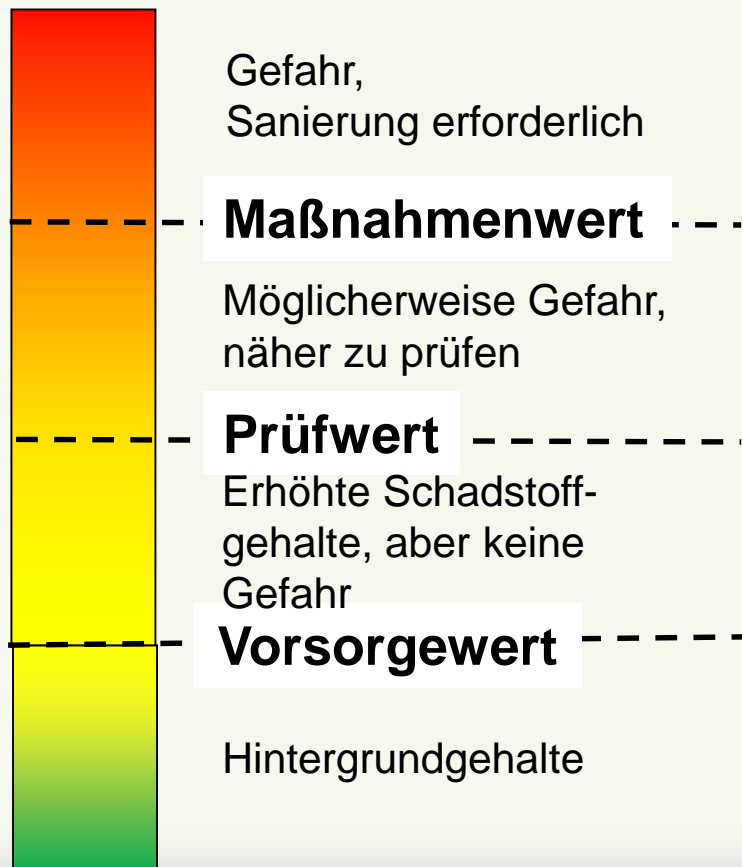 Gefahr,
Sanierung erforderlich
Maßnahmenwert
Möglicherweise Gefahr,
näher zu prüfen
Prüfwert
Erhöhte Schadstoff-
gehalte, aber keine
Gefahr
Vorsorgewert
Hintergrundgehalte